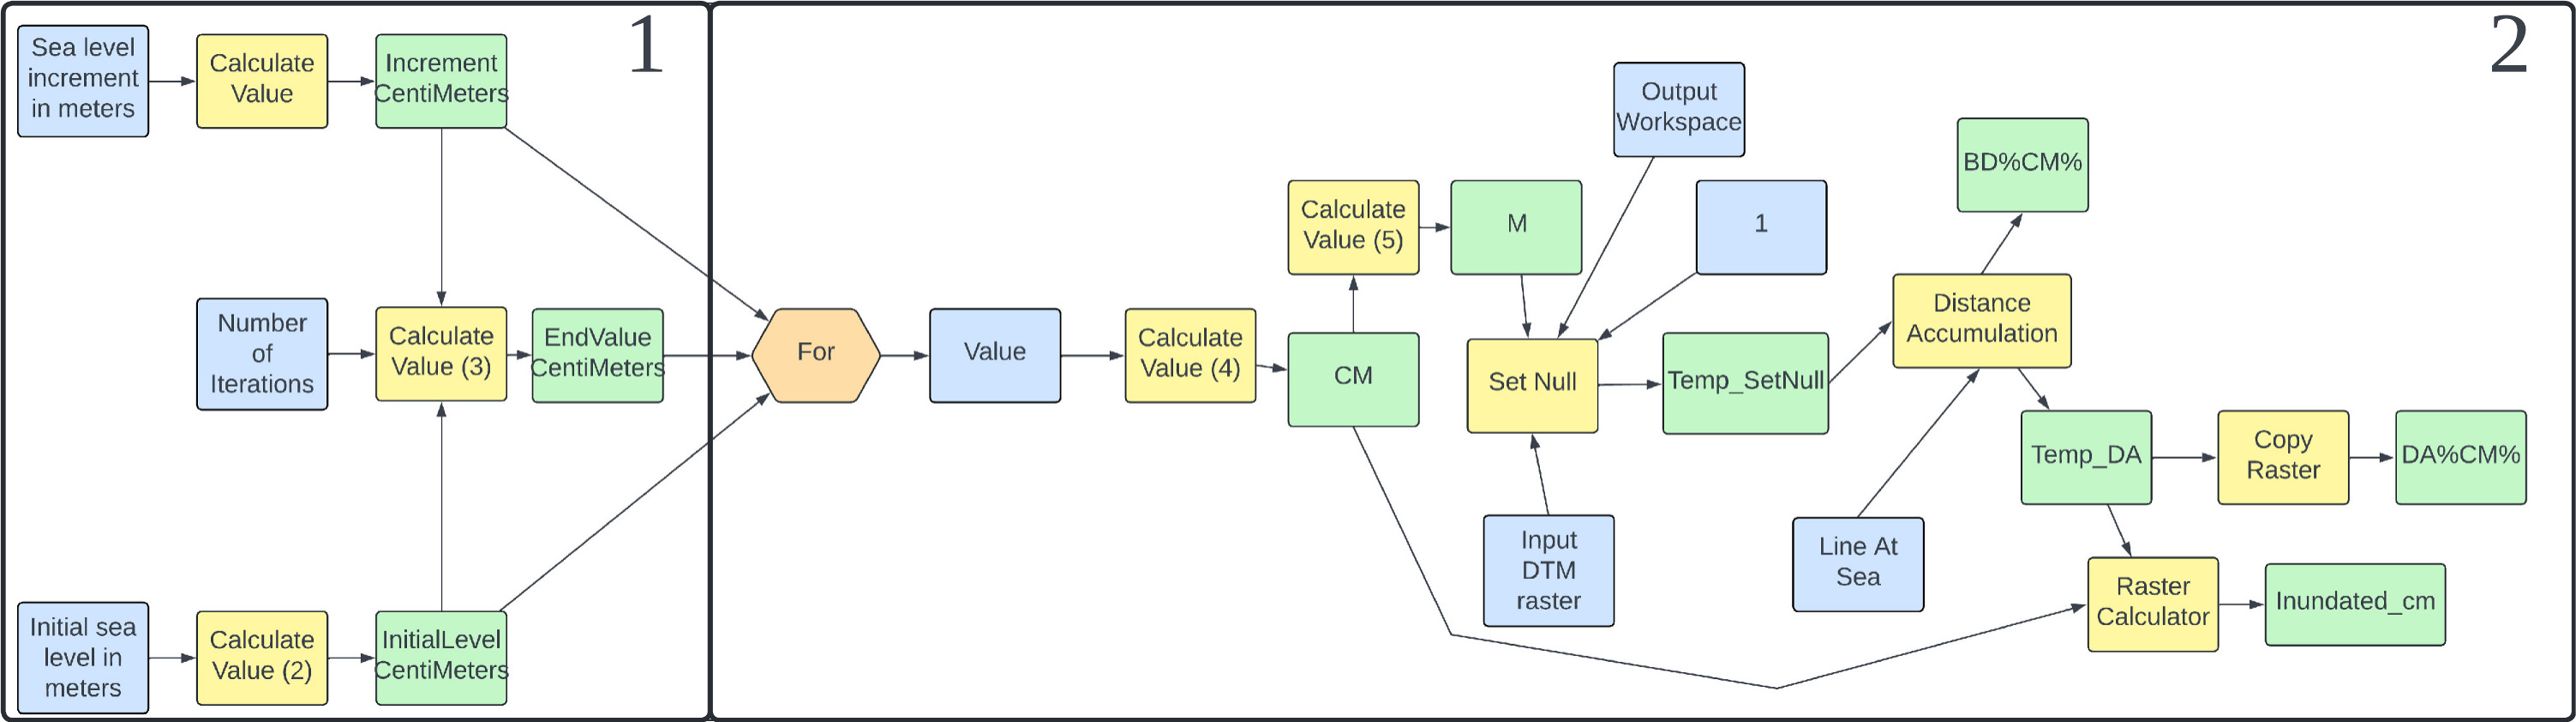 1
Sea level
increment
in meters
Calculate
Value
Increment
CentiMeters
Number
of
Iterations
Calculate
Value (3)
EndValue
CentiMeters
Initial sea
level in
meters
Calculate
Value (2)
InitialLevel
CentiMeters
2
For
Value
Calculate
Value (4)
CM
Calculate
Value (5)
M
Output
Workspace
1
Set Null
Input
DTM
raster
Temp_SetNull
Line At
Sea
Distance
Accumulation
BD%CM%
Temp_DA
Copy
Raster
DA%CM%
Raster
Calculator
Inundated_cm